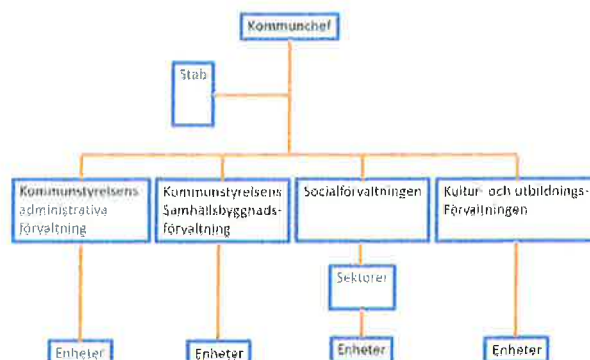 Kommunchef
Stab
Kommunstyrelsens
administrativa
förvaltning
Kommunstyrelsens
Samhällsbyggnads-
förvaltning
Socialförvaltningen
Kultur- och utbildnings-
Förvaltningen
Sektorer
Enheter
Enheter
Enheter
Enheter